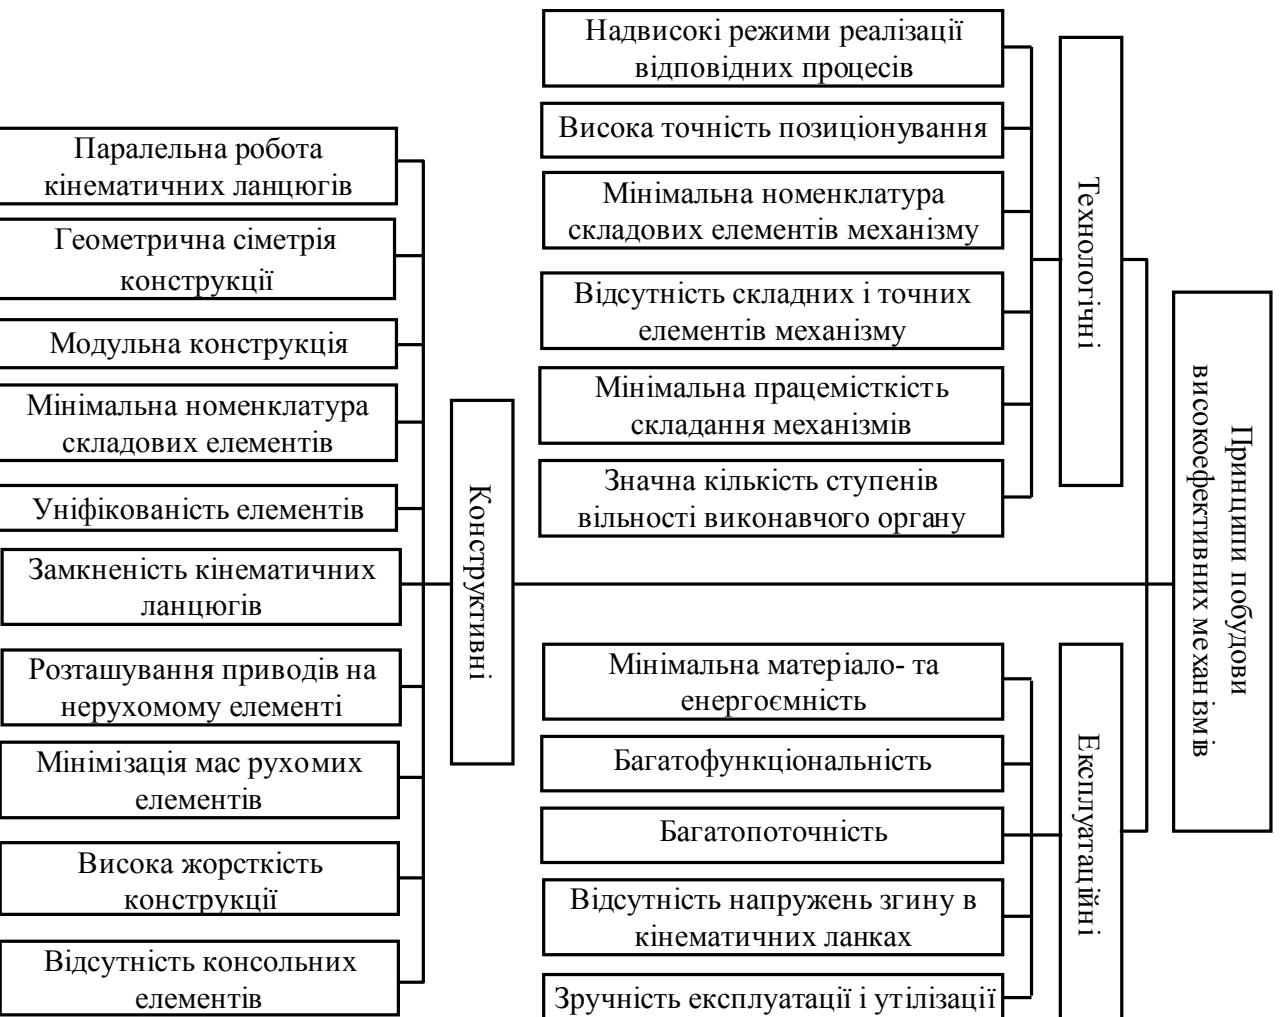 Паралельна робота
кінематичних ланцюгів
Геометрична сіметрія
конструкції
Модульна конструкція
Мінімальна номенклатура
складових елементів
Уніфікованість елементів
Замкненість кінематичних
ланцюгів
Розташування приводів на
нерухомому елементі
Мінімізація мас рухомих
елементів
Висока жорсткість
конструкції
Відсутність консольних
елементів
Конструктивні
Надвисокі режими реалізації
відповідних процесів
Висока точність позиціонування
Мінімальна номенклатура
складових елементів механізму
Відсутність складних і точних
елементів механізму
Мінімальна працемісткість
складання механізмів
Значна кількість ступенів
вільності виконавчого органу
Технологічні
Мінімальна матеріало- та
енергоємність
Багатофункціональність
Багатопоточність
Відсутність напружень згину в
кінематичних ланках
Зручність експлуатації і утілізації
Експлуатаційні
Принципи побудови
високоефективних механізмів